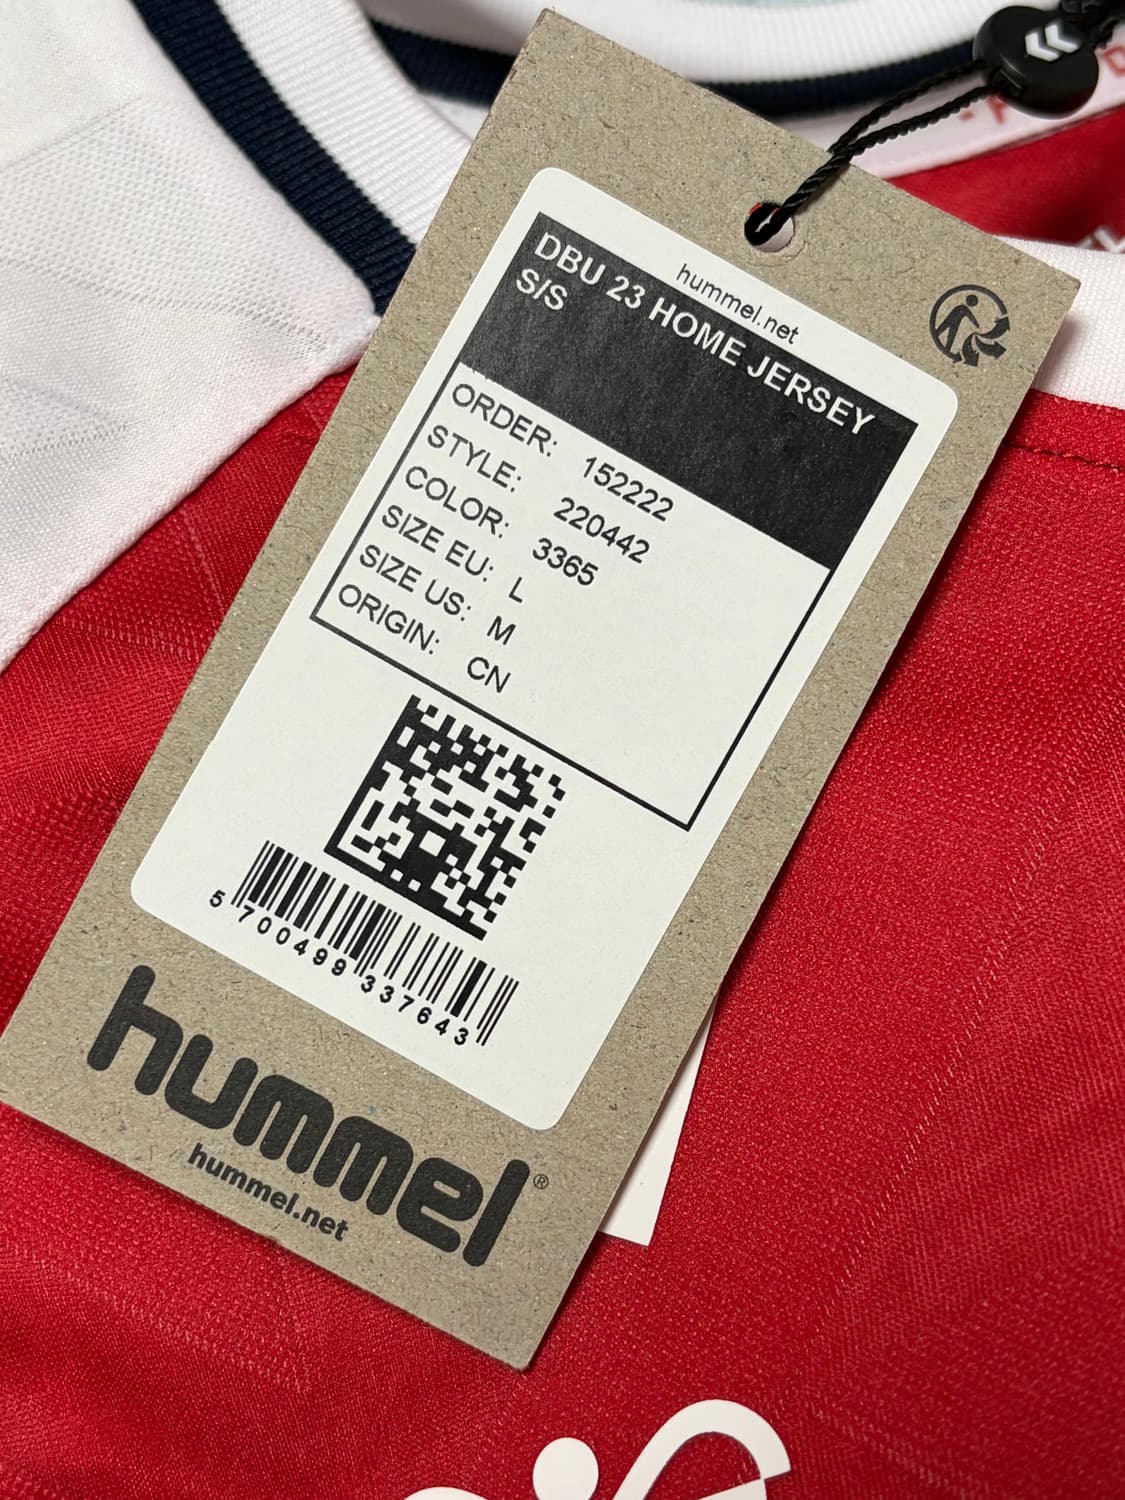 hummel.net
DBU 23 HOME JERSEY
S/S
ORDER: 152222
STYLE: 220442
COLOR: 3365
SIZE EU: L
SIZE US: M
ORIGIN: CN
5 700499 337643
hummel®
hummel.net